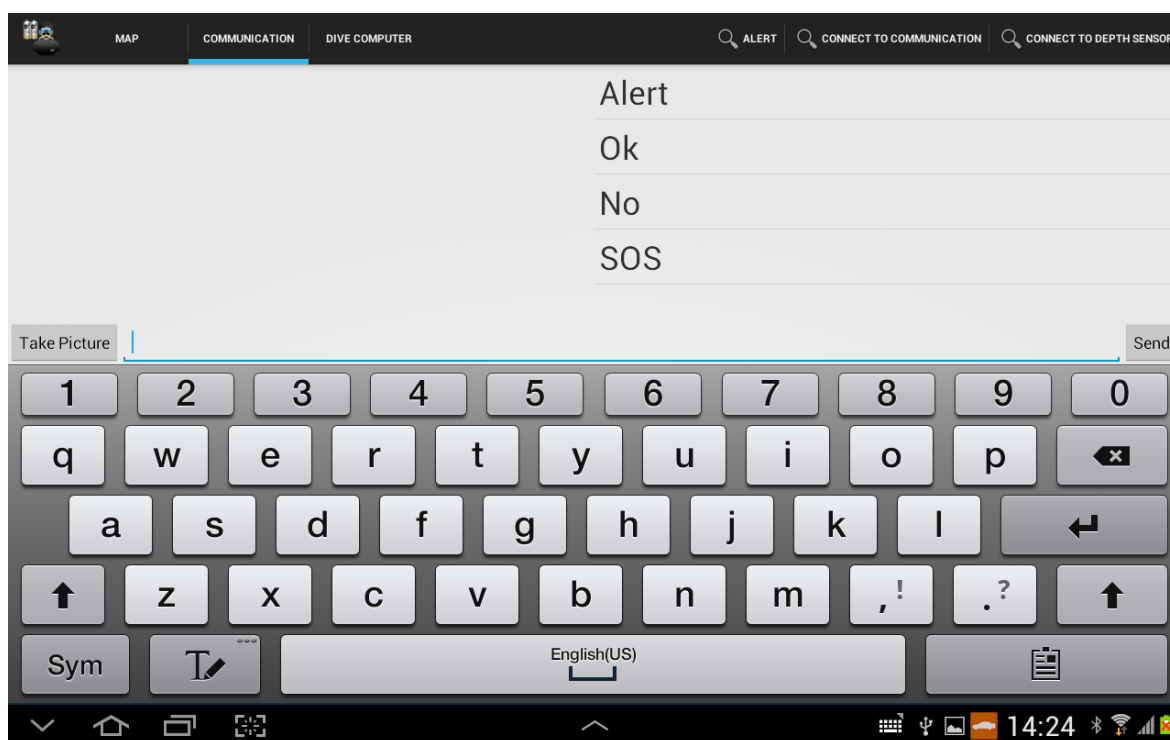 MAP COMMUNICATION DIVE COMPUTER ALERT CONNECT TO COMMUNICATION CONNECT TO DEPTH SENSOR
Alert
Ok
No
SOS
Take Picture Send
1 2 3 4 5 6 7 8 9 0
q w e r t y u i o p
a s d f g h j k l
z x c v b n m , ! . ?
Sym T English(US)
14:24